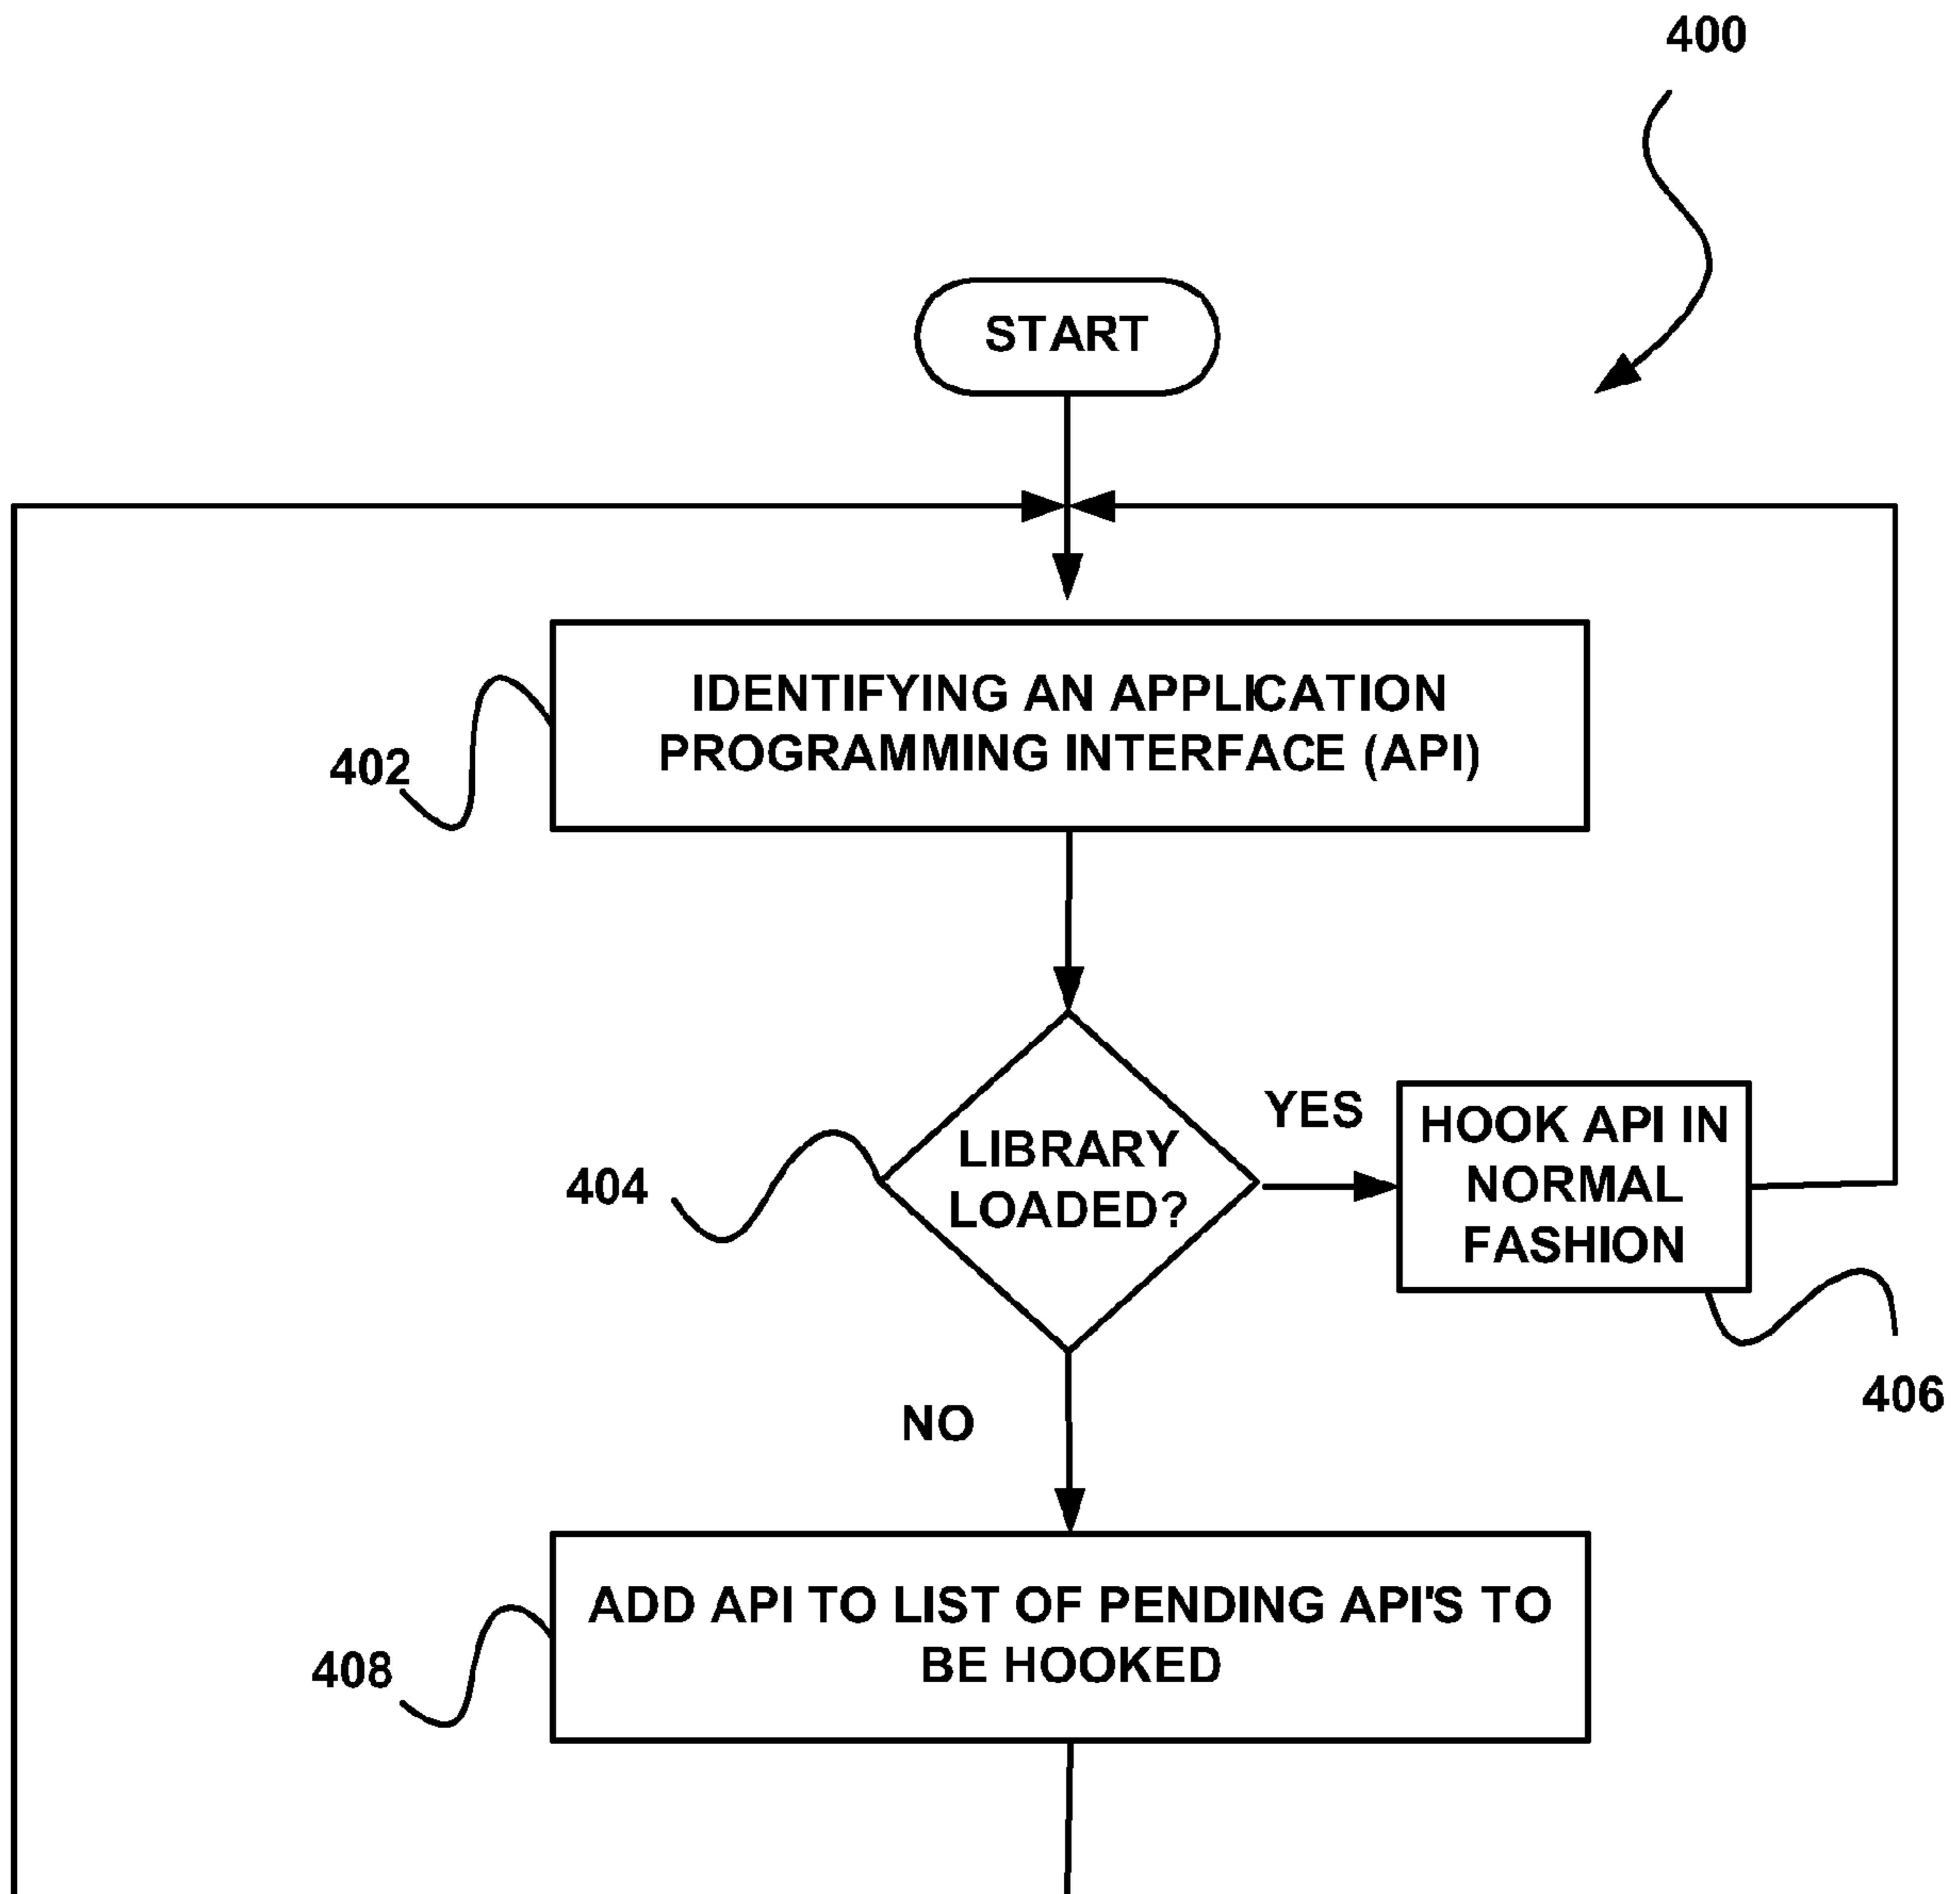 400
START
IDENTIFYING AN APPLICATION
PROGRAMMING INTERFACE (API)
402
LIBRARY
LOADED?
404
YES
HOOK API IN
NORMAL
FASHION
406
NO
ADD API TO LIST OF PENDING API'S TO
BE HOOKED
408